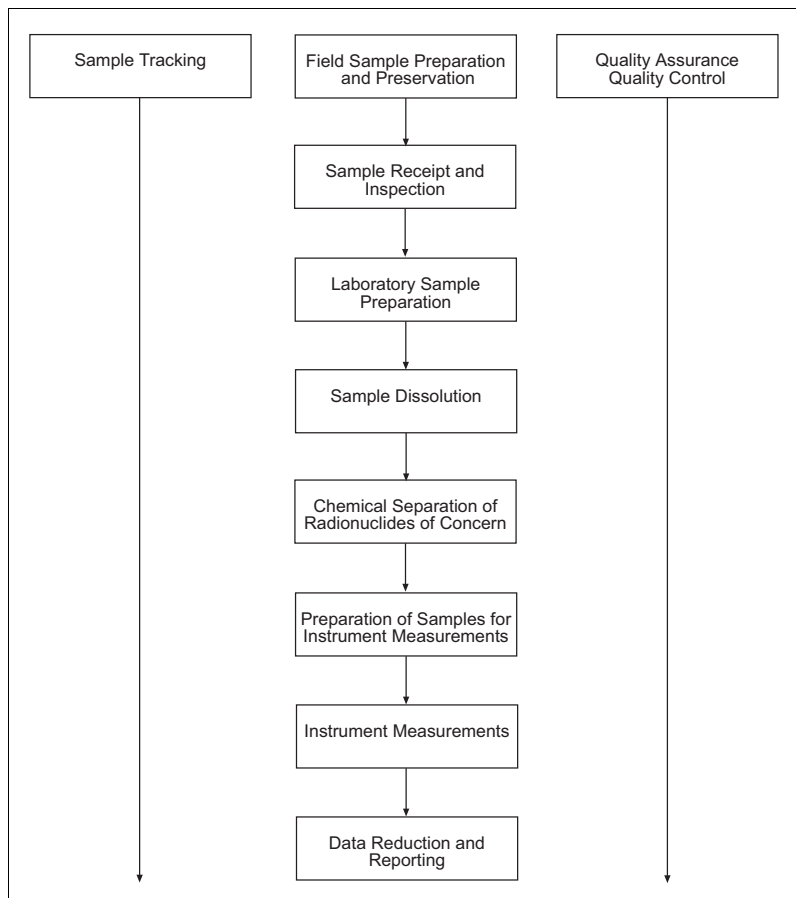 Sample Tracking
Field Sample Preparation
and Preservation
Quality Assurance
Quality Control
Sample Receipt and
Inspection
Laboratory Sample
Preparation
Sample Dissolution
Chemical Separation of
Radionuclides of Concern
Preparation of Samples for
Instrument Measurements
Instrument Measurements
Data Reduction and
Reporting